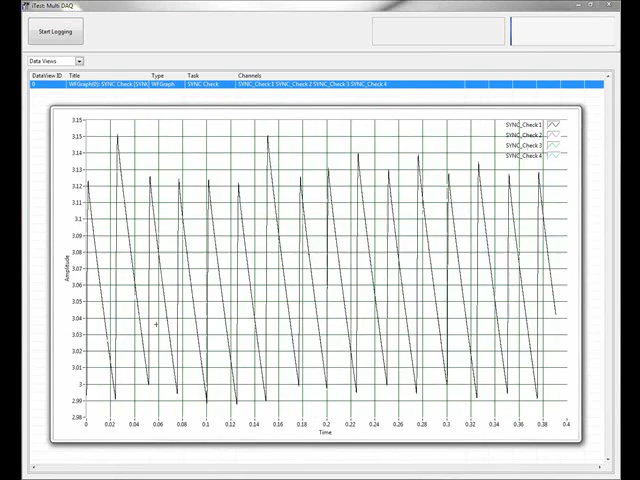 iTest: Multi DAQ
Start Logging
Data Views
DataView ID Title Type Task Channels
0 WFGraph(0): SYNC Check [SYNC WFGraph SYNC Check SYNC_Check 1 SYNC_Check 2 SYNC_Check 3 SYNC_Check 4
SYNC_Check 1
SYNC_Check 2
SYNC_Check 3
SYNC_Check 4
3.15
3.15
3.13
3.12
3.11
3.1
3.09
3.08
3.07
3.06
3.05
3.04
3.03
3.02
3.01
3
2.99
2.98
Amplitude
0 0.02 0.04 0.06 0.08 0.1 0.12 0.14 0.16 0.18 0.2 0.22 0.24 0.26 0.28 0.3 0.32 0.34 0.36 0.38 0.4
Time